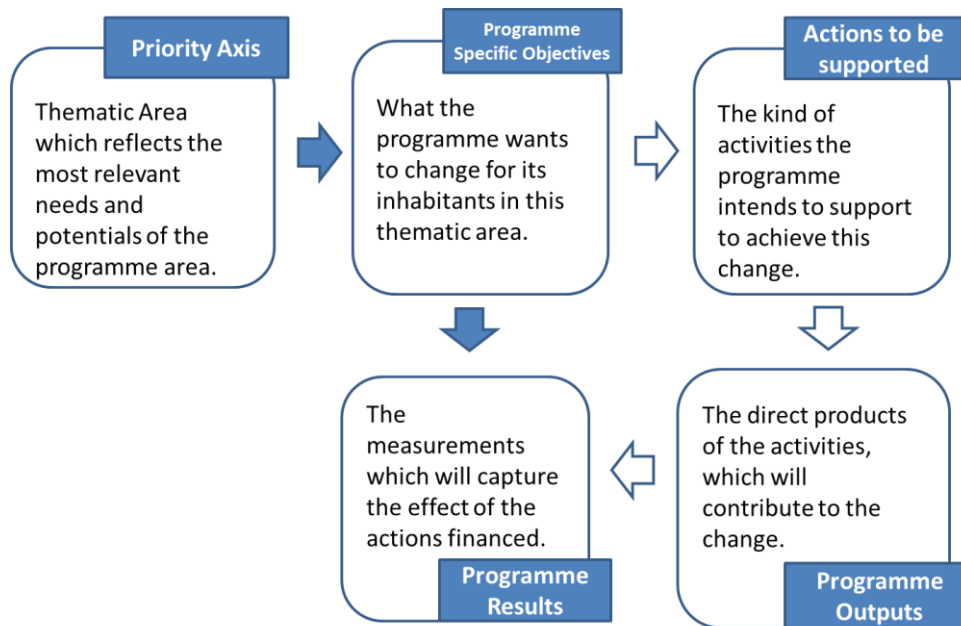 Priority Axis
Thematic Area
which reflects the
most relevant
needs and
potentials of the
programme area.
Programme
Specific Objectives
What the
programme wants
to change for its
inhabitants in this
thematic area.
Actions to be
supported
The kind of
activities the
programme
intends to support
to achieve this
change.
The
measurements
which will capture
the effect of the
actions financed.
Programme
Results
The direct products
of the activities,
which will
contribute to the
change.
Programme
Outputs